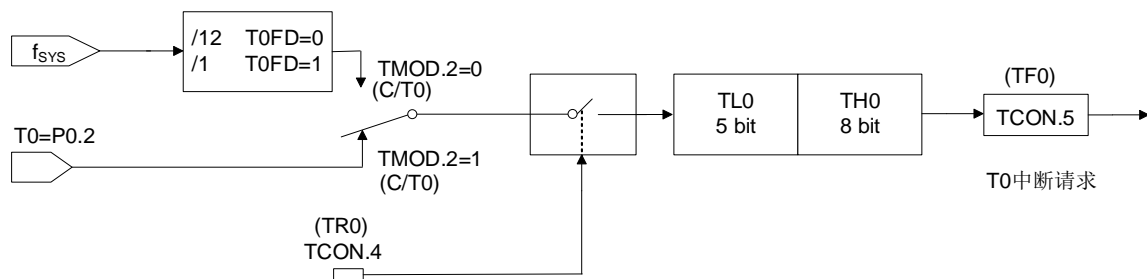 f_SYS
/12 T0FD=0
/1 T0FD=1
TMOD.2=0
(C/T0)
T0=P0.2
TMOD.2=1
(C/T0)
(TR0)
TCON.4
TL0
5 bit
TH0
8 bit
(TF0)
TCON.5
T0中断请求